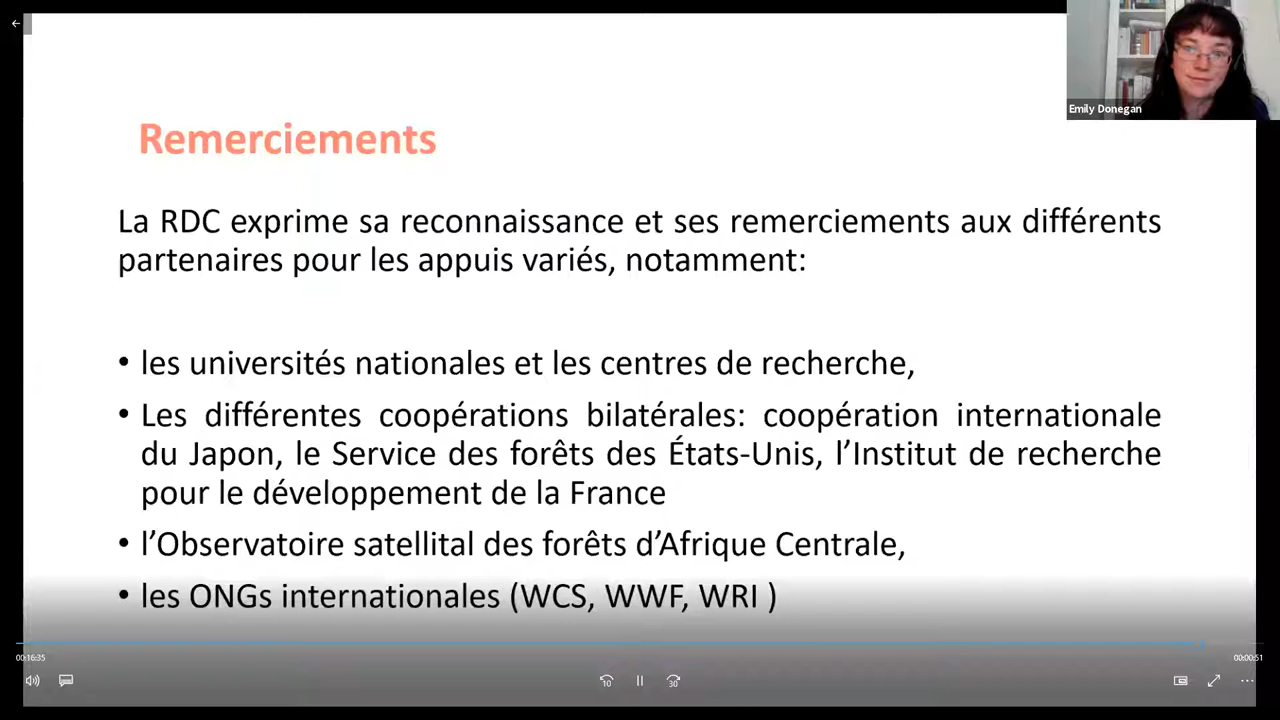 Emily Donegan
Remerciements
La RDC exprime sa reconnaissance et ses remerciements aux différents
partenaires pour les appuis variés, notamment:
• les universités nationales et les centres de recherche,
• Les différentes coopérations bilatérales: coopération internationale
du Japon, le Service des forêts des États-Unis, l’Institut de recherche
pour le développement de la France
• l’Observatoire satellital des forêts d’Afrique Centrale,
• les ONGs internationales (WCS, WWF, WRI )
00:16:35
00:00:51
10
30